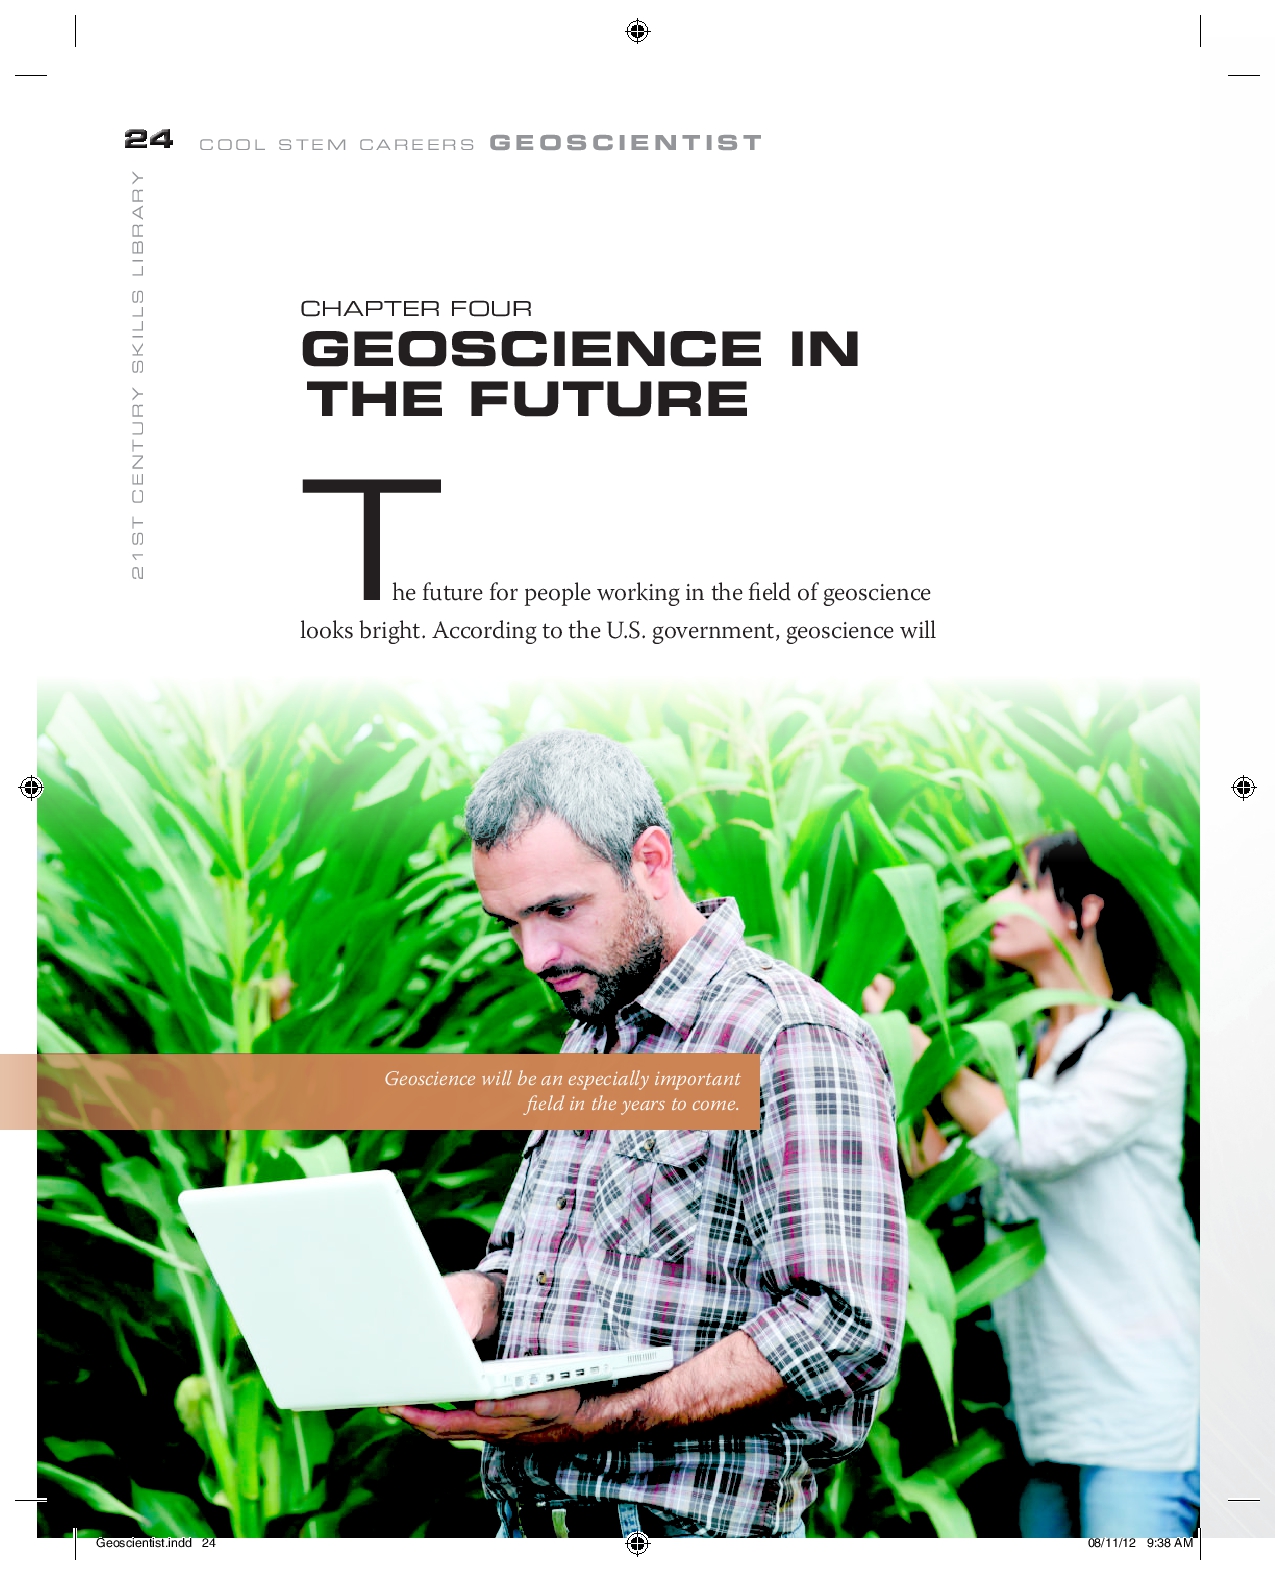 24 COOL STEM CAREERS GEOSCIENTIST
21ST CENTURY SKILLS LIBRARY
CHAPTER FOUR
GEOSCIENCE IN
THE FUTURE
The future for people working in the field of geoscience
looks bright. According to the U.S. government, geoscience will
Geoscience will be an especially important
field in the years to come.
Geoscientist.indd 24
08/11/12 9:38 AM